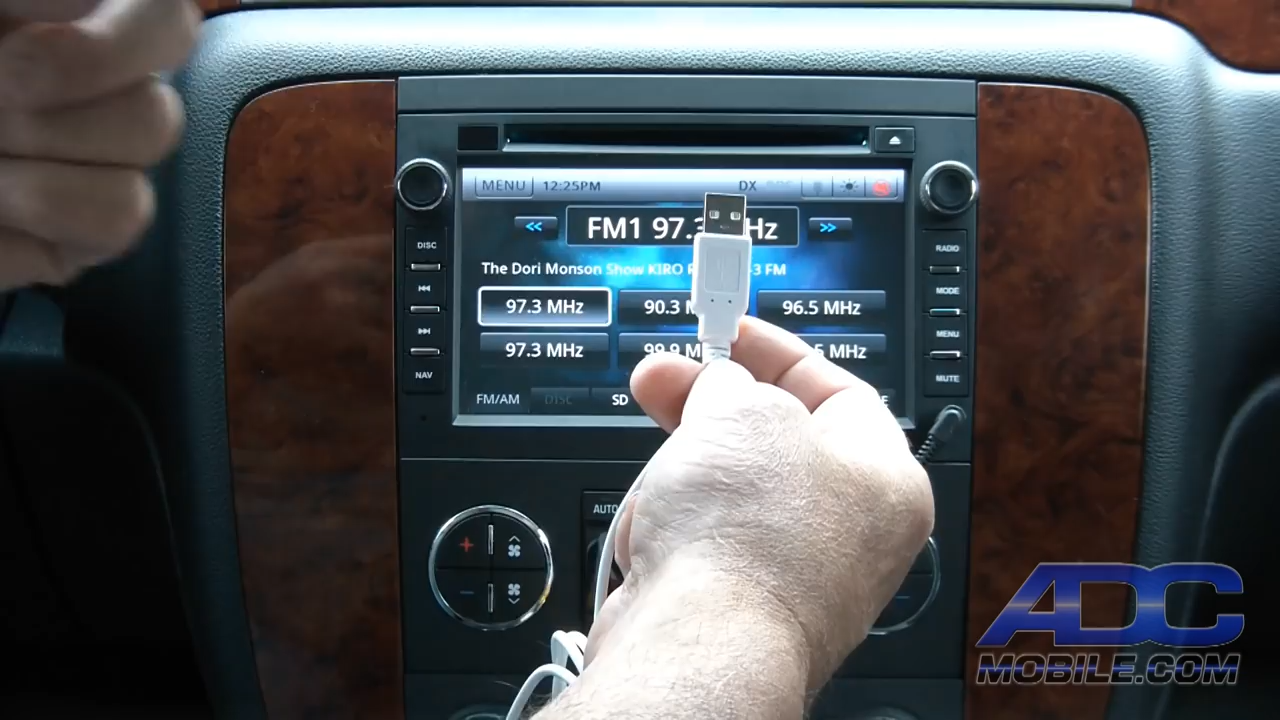 MENU 12:25PM DX
<< FM1 97.3 Hz >>
The Dori Monson Show KIRO 3 FM
97.3 MHz 90.3 96.5 MHz
97.3 MHz 99.9 M 5 MHz
FM/AM DISC SD E
DISC
NAV
RADIO
MODE
MENU
MUTE
AUTO
ADC
MOBILE.COM